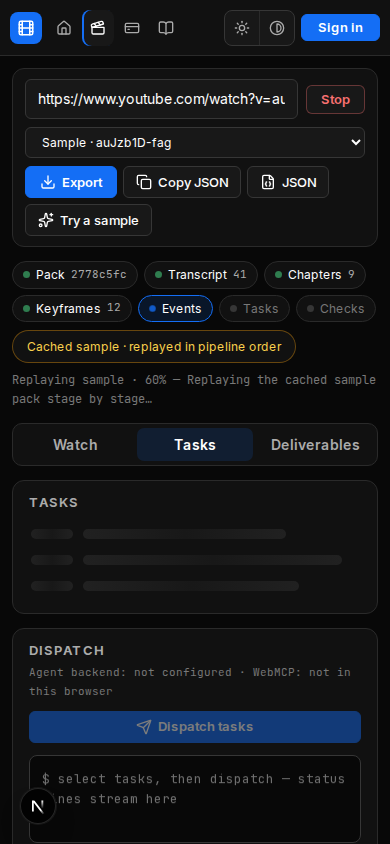 Sign in
https://www.youtube.com/watch?v=au
Stop
Sample · auJzb1D-fag
Export
Copy JSON
JSON
Try a sample
Pack 2778c5fc
Transcript 41
Chapters 9
Keyframes 12
Events
Tasks
Checks
Cached sample · replayed in pipeline order
Replaying sample · 60% — Replaying the cached sample
pack stage by stage…
Watch
Tasks
Deliverables
TASKS
DISPATCH
Agent backend: not configured · WebMCP: not in
this browser
Dispatch tasks
$ select tasks, then dispatch — status
stream here
N